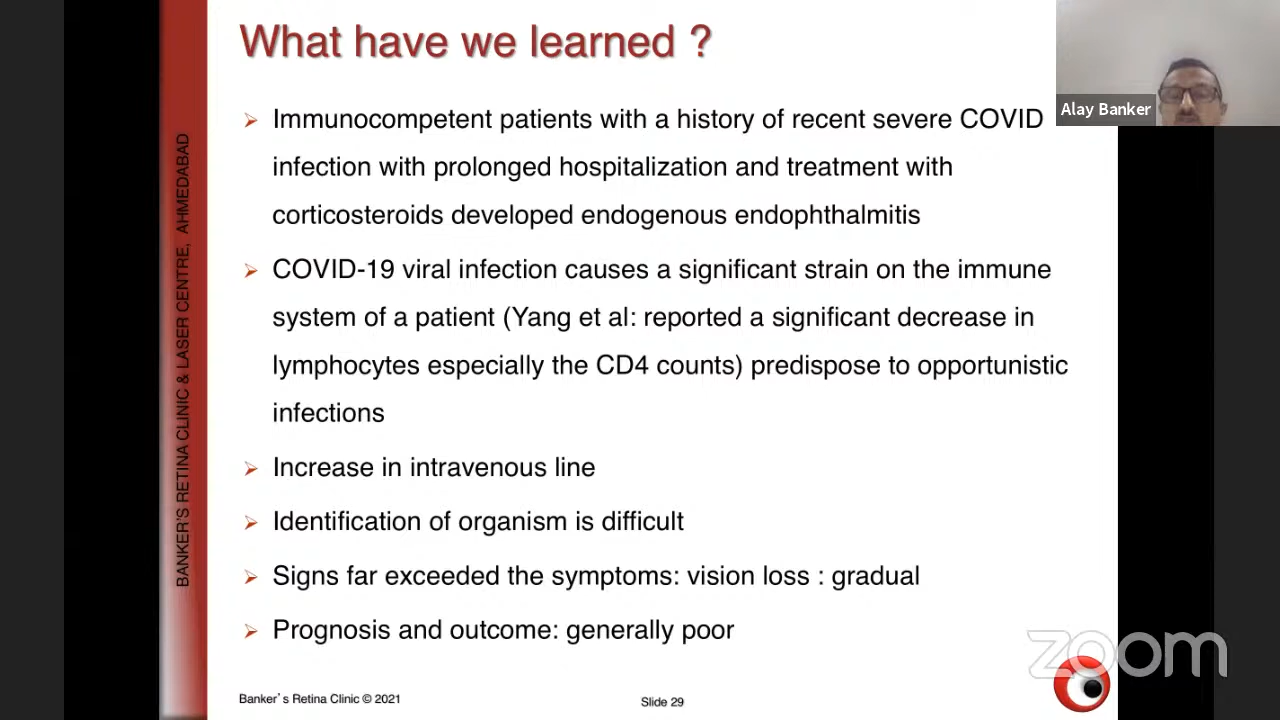 What have we learned ?
Alay Banker
Immunocompetent patients with a history of recent severe COVID
infection with prolonged hospitalization and treatment with
corticosteroids developed endogenous endophthalmitis
COVID-19 viral infection causes a significant strain on the immune
system of a patient (Yang et al: reported a significant decrease in
lymphocytes especially the CD4 counts) predispose to opportunistic
infections
Increase in intravenous line
Identification of organism is difficult
Signs far exceeded the symptoms: vision loss : gradual
Prognosis and outcome: generally poor
BANKER'S RETINA CLINIC & LASER CENTRE, AHMEDABAD
Banker's Retina Clinic © 2021
Slide 29
zoom